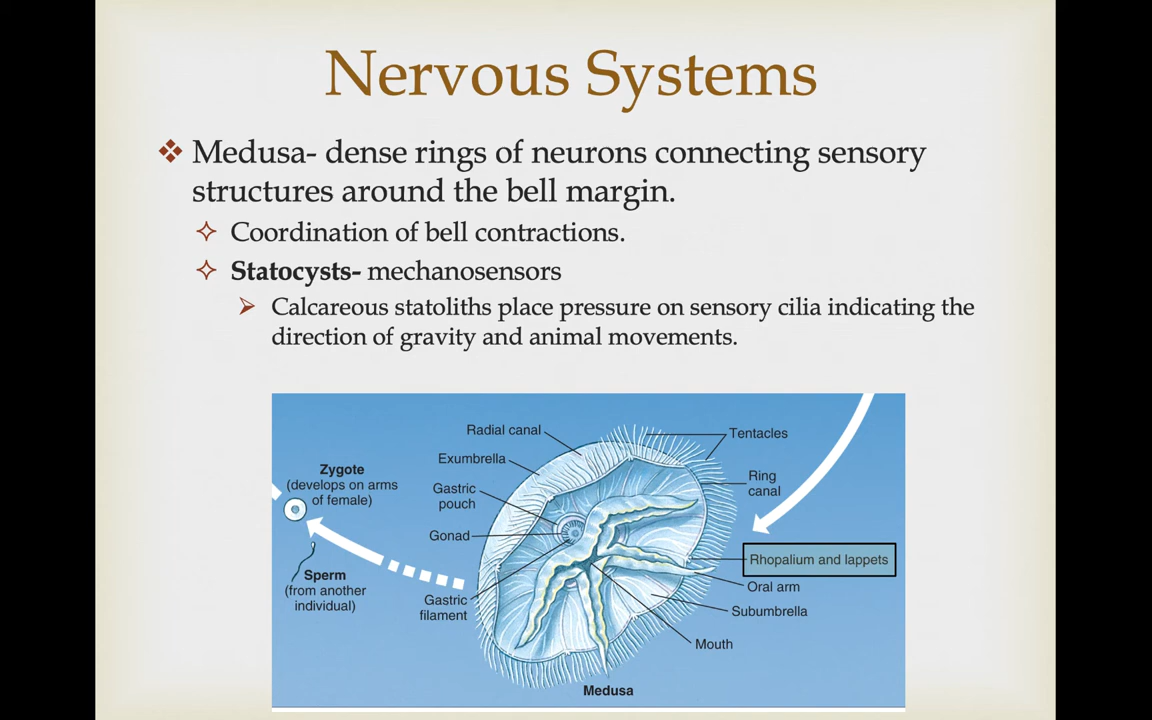 Nervous Systems
Medusa- dense rings of neurons connecting sensory
structures around the bell margin.
Coordination of bell contractions.
Statocysts- mechanosensors
Calcareous statoliths place pressure on sensory cilia indicating the
direction of gravity and animal movements.
Radial canal
Tentacles
Exumbrella
Zygote
(develops on arms
of female)
Ring
canal
Gastric
pouch
Gonad
Rhopalium and lappets
Sperm
(from another
individual)
Oral arm
Gastric
filament
Subumbrella
Mouth
Medusa